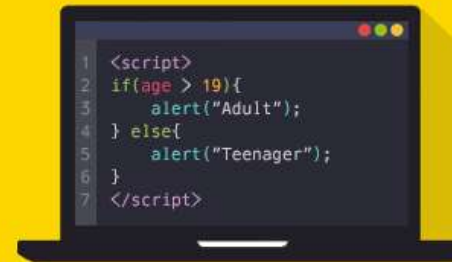 1 <script>
2 if(age > 19){
3 alert("Adult");
4 } else{
5 alert("Teenager");
6 }
7 </script>